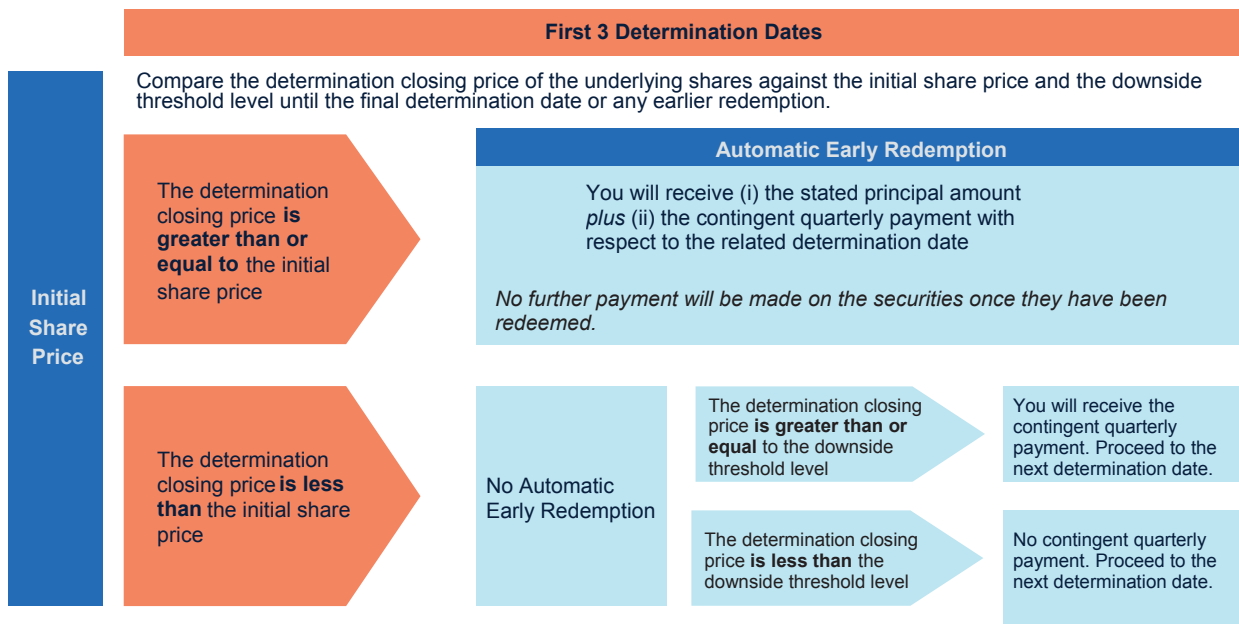 First 3 Determination Dates
Compare the determination closing price of the underlying shares against the initial share price and the downside
threshold level until the final determination date or any earlier redemption.
Initial
Share
Price
The determination
closing price is
greater than or
equal to the initial
share price
Automatic Early Redemption
You will receive (i) the stated principal amount
plus (ii) the contingent quarterly payment with
respect to the related determination date
No further payment will be made on the securities once they have been
redeemed.
The determination
closing price is less
than the initial share
price
No Automatic
Early Redemption
The determination closing
price is greater than or
equal to the downside
threshold level
You will receive the
contingent quarterly
payment. Proceed to the
next determination date.
The determination closing
price is less than the
downside threshold level
No contingent quarterly
payment. Proceed to the
next determination date.